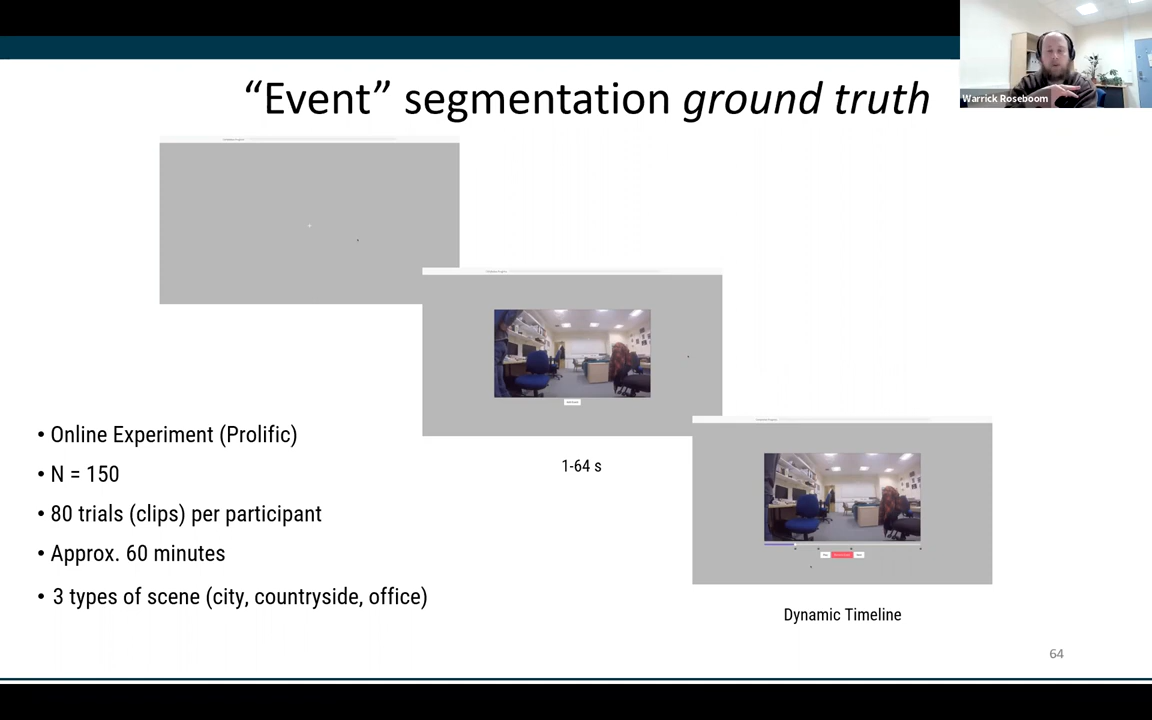 Warrick Roseboom
“Event” segmentation ground truth
• Online Experiment (Prolific)
• N = 150
• 80 trials (clips) per participant
• Approx. 60 minutes
• 3 types of scene (city, countryside, office)
1-64 s
Dynamic Timeline
64